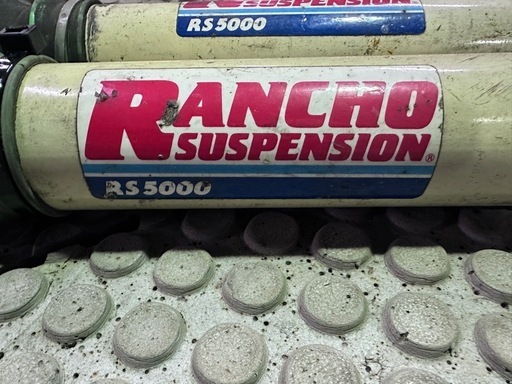 SUSPENSION
RS5000
RANCHO
SUSPENSION®
RS5000